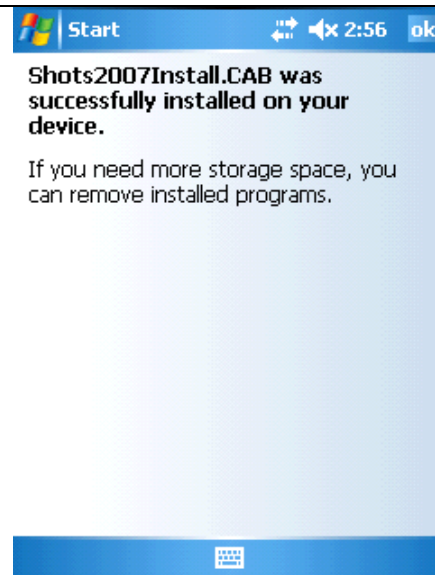 Start 2:56 ok
Shots2007Install.CAB was
successfully installed on your
device.
If you need more storage space, you
can remove installed programs.